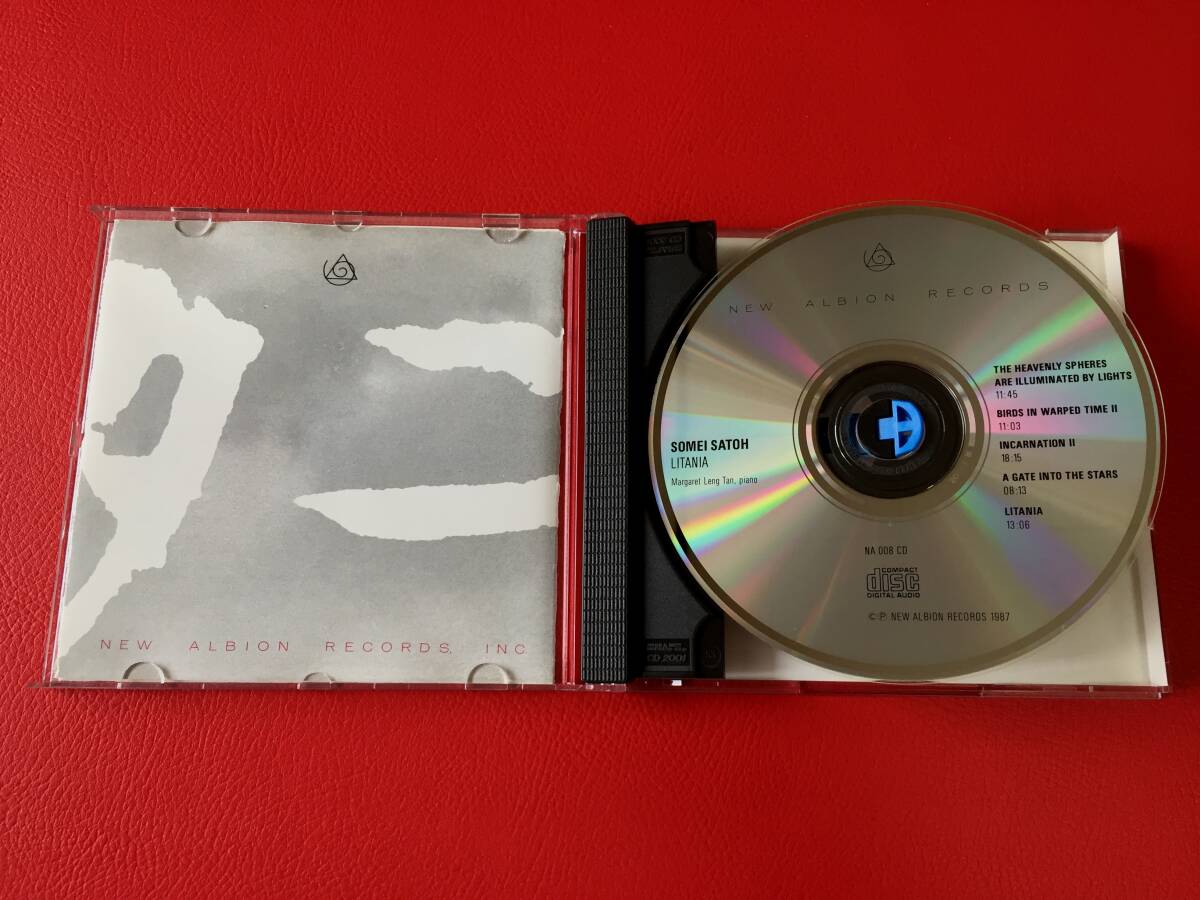 NEW ALBION RECORDS, INC
CD 2001
NEW ALBION RECORDS
SOMEI SATOH
LITANIA
Margaret Leng Tan, piano
THE HEAVENLY SPHERES
ARE ILLUMINATED BY LIGHTS
11:45
BIRDS IN WARPED TIME II
11:03
INCARNATION II
18:15
A GATE INTO THE STARS
08:13
LITANIA
13:06
NA 008 CD
COMPACT
disc
DIGITAL AUDIO
©℗ NEW ALBION RECORDS 1987